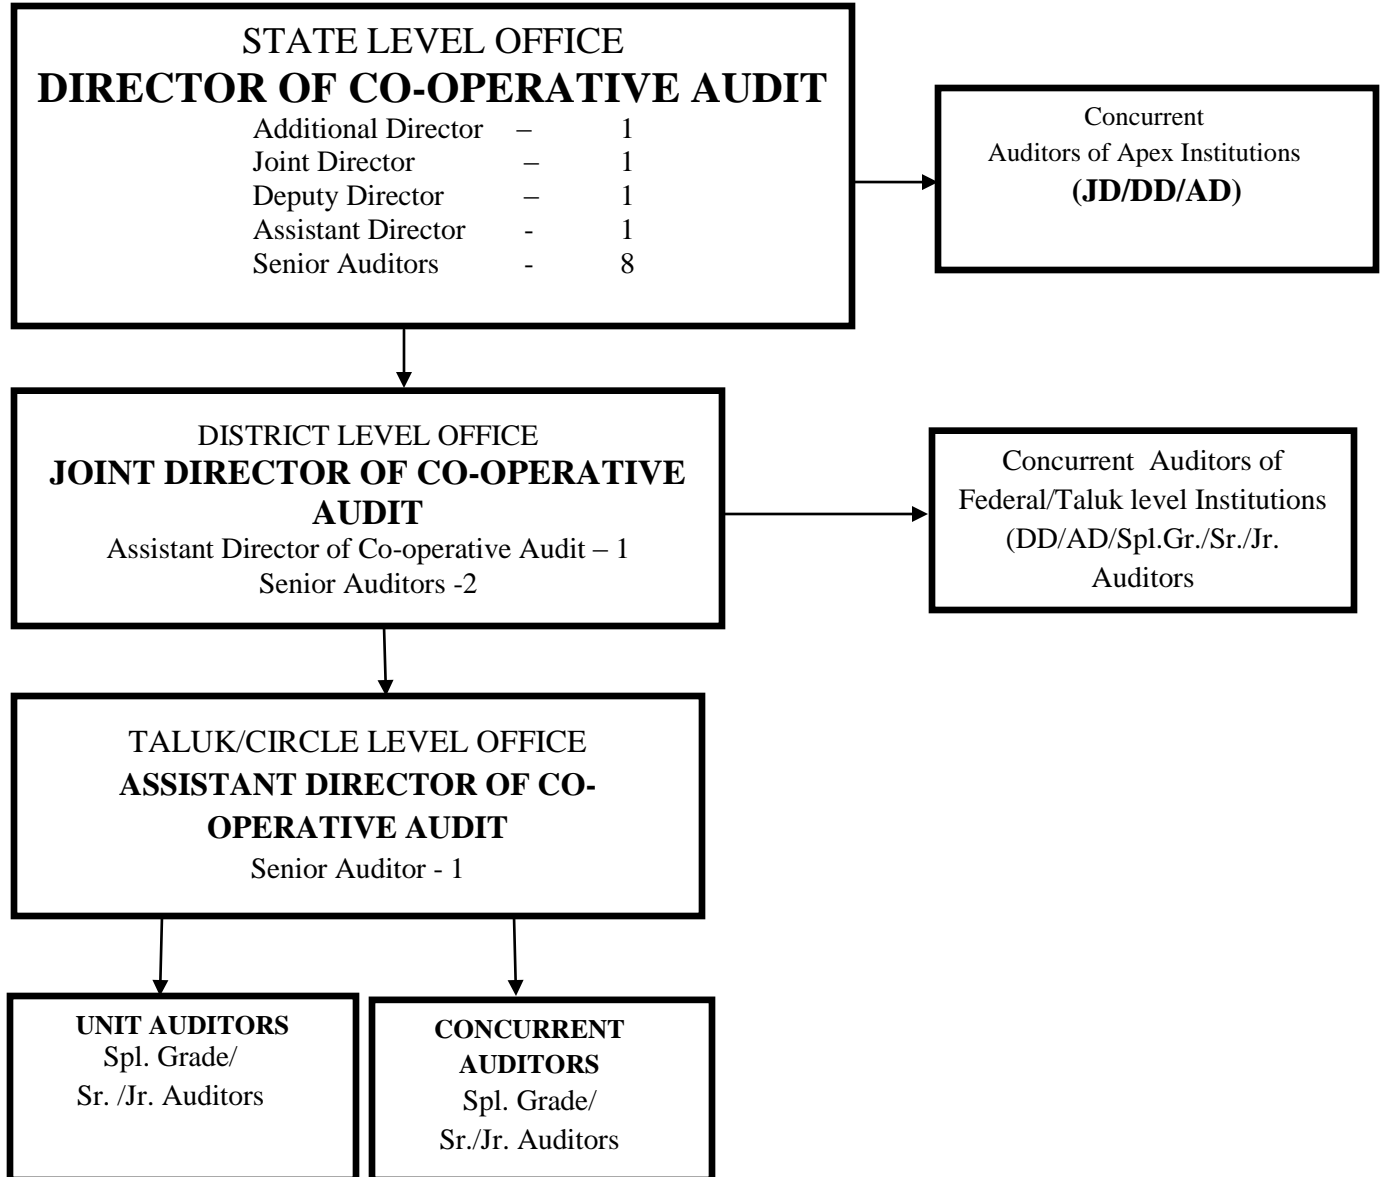 STATE LEVEL OFFICE
DIRECTOR OF CO-OPERATIVE AUDIT
Additional Director – 1
Joint Director – 1
Deputy Director – 1
Assistant Director - 1
Senior Auditors - 8
Concurrent
Auditors of Apex Institutions
(JD/DD/AD)
DISTRICT LEVEL OFFICE
JOINT DIRECTOR OF CO-OPERATIVE
AUDIT
Assistant Director of Co-operative Audit – 1
Senior Auditors -2
Concurrent Auditors of
Federal/Taluk level Institutions
(DD/AD/Spl.Gr./Sr./Jr.
Auditors
TALUK/CIRCLE LEVEL OFFICE
ASSISTANT DIRECTOR OF CO-
OPERATIVE AUDIT
Senior Auditor - 1
UNIT AUDITORS
Spl. Grade/
Sr. /Jr. Auditors
CONCURRENT
AUDITORS
Spl. Grade/
Sr./Jr. Auditors